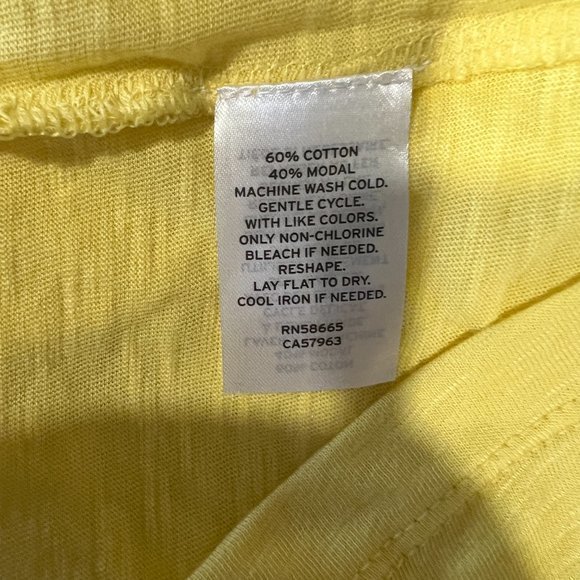 60% COTTON
40% MODAL
MACHINE WASH COLD.
GENTLE CYCLE.
WITH LIKE COLORS.
ONLY NON-CHLORINE
BLEACH IF NEEDED.
RESHAPE.
LAY FLAT TO DRY.
COOL IRON IF NEEDED.
RN58665
CA57963